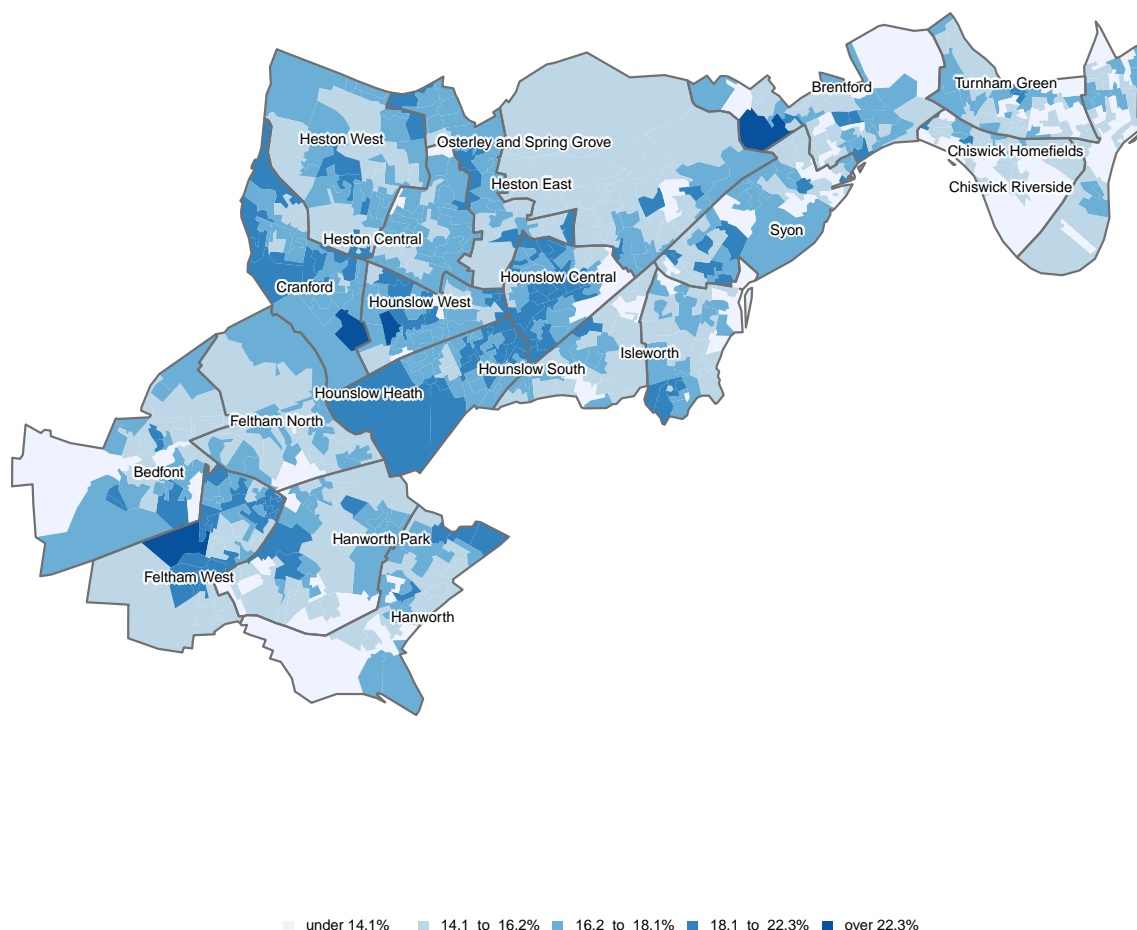 Brentford
Turnham Green
Heston West
Osterley and Spring Grove
Chiswick Homefields
Heston East
Chiswick Riverside
Syon
Heston Central
Hounslow Central
Cranford
Hounslow West
Isleworth
Hounslow South
Hounslow Heath
Feltham North
Bedfont
Hanworth Park
Feltham West
Hanworth
under 14.1% 14.1 to 16.2% 16.2 to 18.1% 18.1 to 22.3% over 22.3%